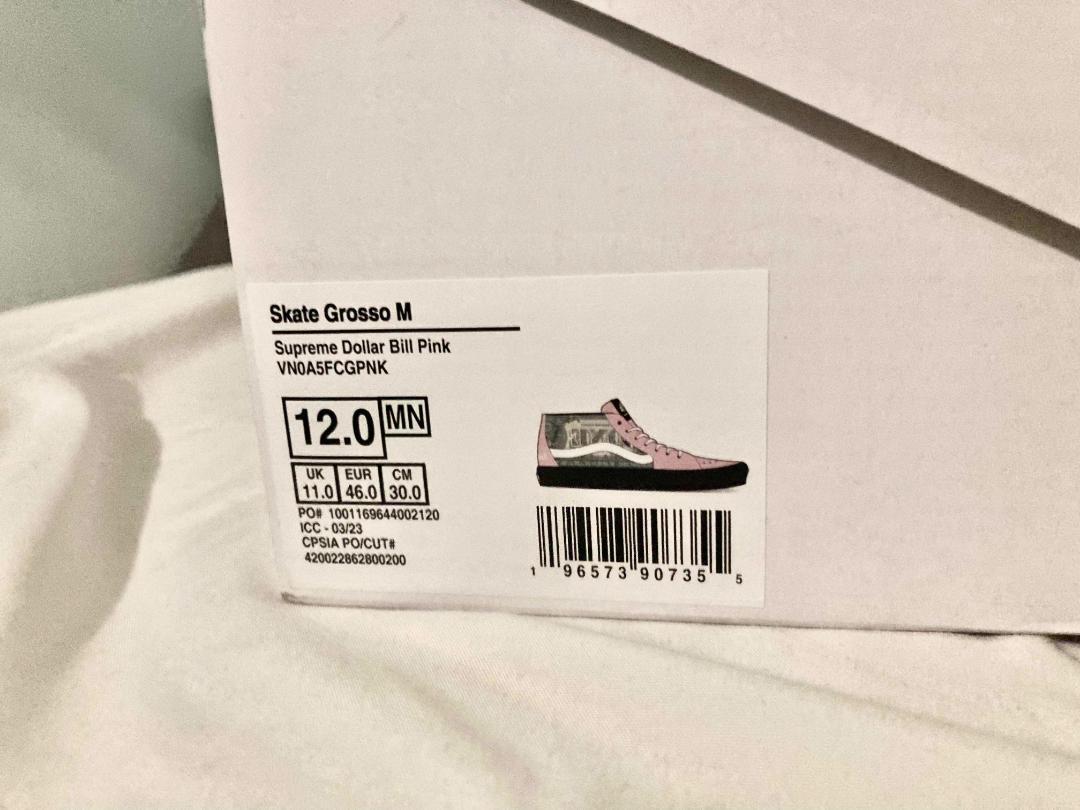 Skate Grosso M
Supreme Dollar Bill Pink
VN0A5FCGPNK
12.0 MN
UK EUR CM
11.0 46.0 30.0
PO# 1001169644002120
ICC - 03/23
CPSIA PO/CUT#
420022862800200
1 96573 90735 5